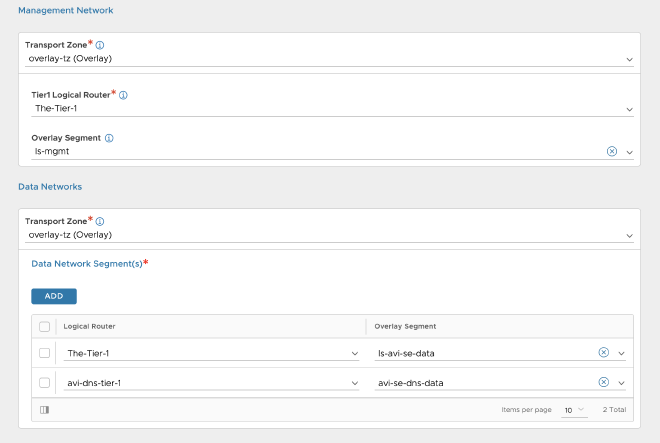 Management Network
Transport Zone*
overlay-tz (Overlay)
Tier1 Logical Router*
The-Tier-1
Overlay Segment
ls-mgmt
Data Networks
Transport Zone*
overlay-tz (Overlay)
Data Network Segment(s)*
ADD
Logical Router Overlay Segment
The-Tier-1 ls-avi-se-data
avi-dns-tier-1 avi-se-dns-data
Items per page 10 2 Total